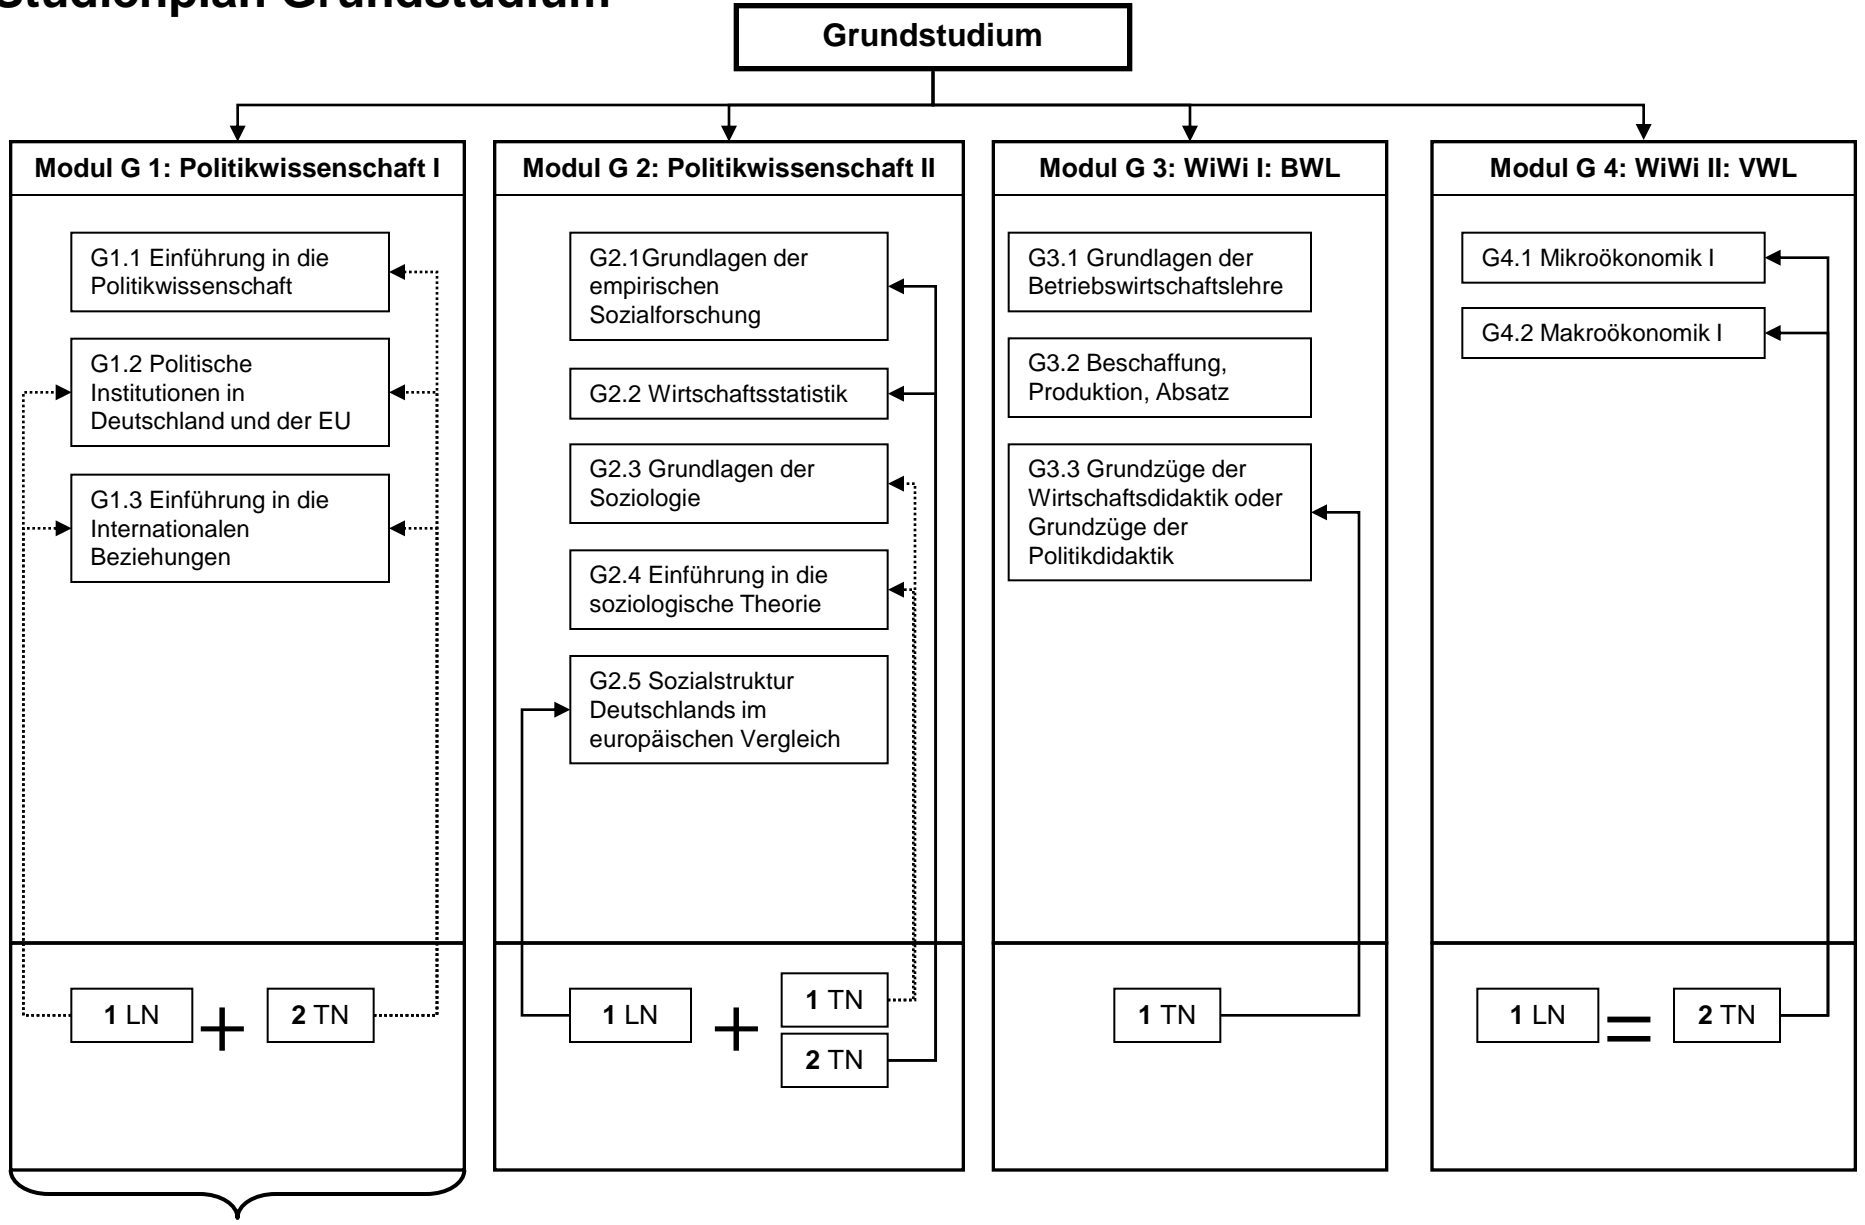 Studienplan Grundstudium
Grundstudium
Modul G 1: Politikwissenschaft I
G1.1 Einführung in die
Politikwissenschaft
G1.2 Politische
Institutionen in
Deutschland und der EU
G1.3 Einführung in die
Internationalen
Beziehungen
1 LN
+
2 TN
Modul G 2: Politikwissenschaft II
G2.1Grundlagen der
empirischen
Sozialforschung
G2.2 Wirtschaftsstatistik
G2.3 Grundlagen der
Soziologie
G2.4 Einführung in die
soziologische Theorie
G2.5 Sozialstruktur
Deutschlands im
europäischen Vergleich
1 LN
+
1 TN
2 TN
Modul G 3: WiWi I: BWL
G3.1 Grundlagen der
Betriebswirtschaftslehre
G3.2 Beschaffung,
Produktion, Absatz
G3.3 Grundzüge der
Wirtschaftsdidaktik oder
Grundzüge der
Politikdidaktik
1 TN
Modul G 4: WiWi II: VWL
G4.1 Mikroökonomik I
G4.2 Makroökonomik I
1 LN
=
2 TN